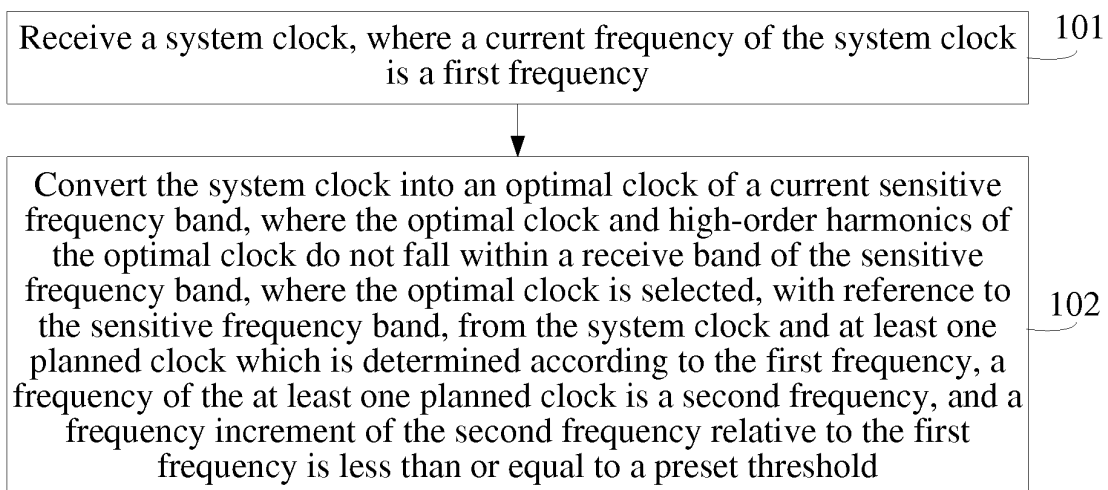 Receive a system clock, where a current frequency of the system clock
is a first frequency
101
Convert the system clock into an optimal clock of a current sensitive
frequency band, where the optimal clock and high-order harmonics of
the optimal clock do not fall within a receive band of the sensitive
frequency band, where the optimal clock is selected, with reference to
the sensitive frequency band, from the system clock and at least one
planned clock which is determined according to the first frequency, a
frequency of the at least one planned clock is a second frequency, and a
frequency increment of the second frequency relative to the first
frequency is less than or equal to a preset threshold
102